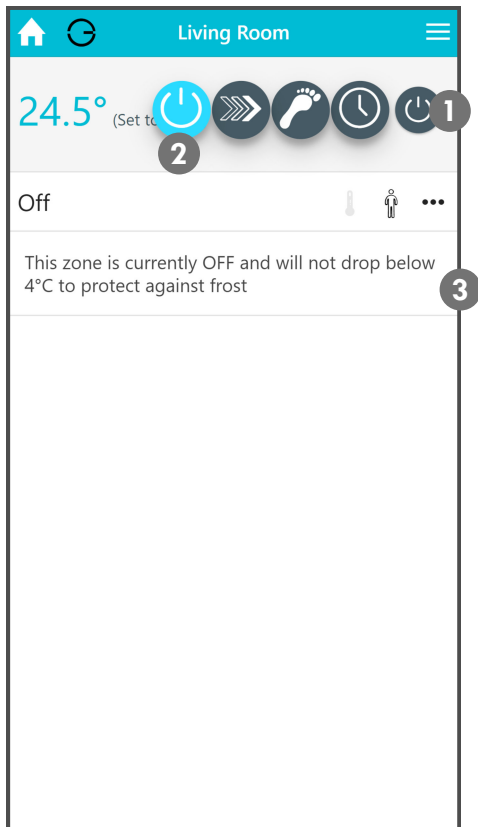 Living Room
24.5° (Set to
1
2
Off
This zone is currently OFF and will not drop below
4°C to protect against frost
3